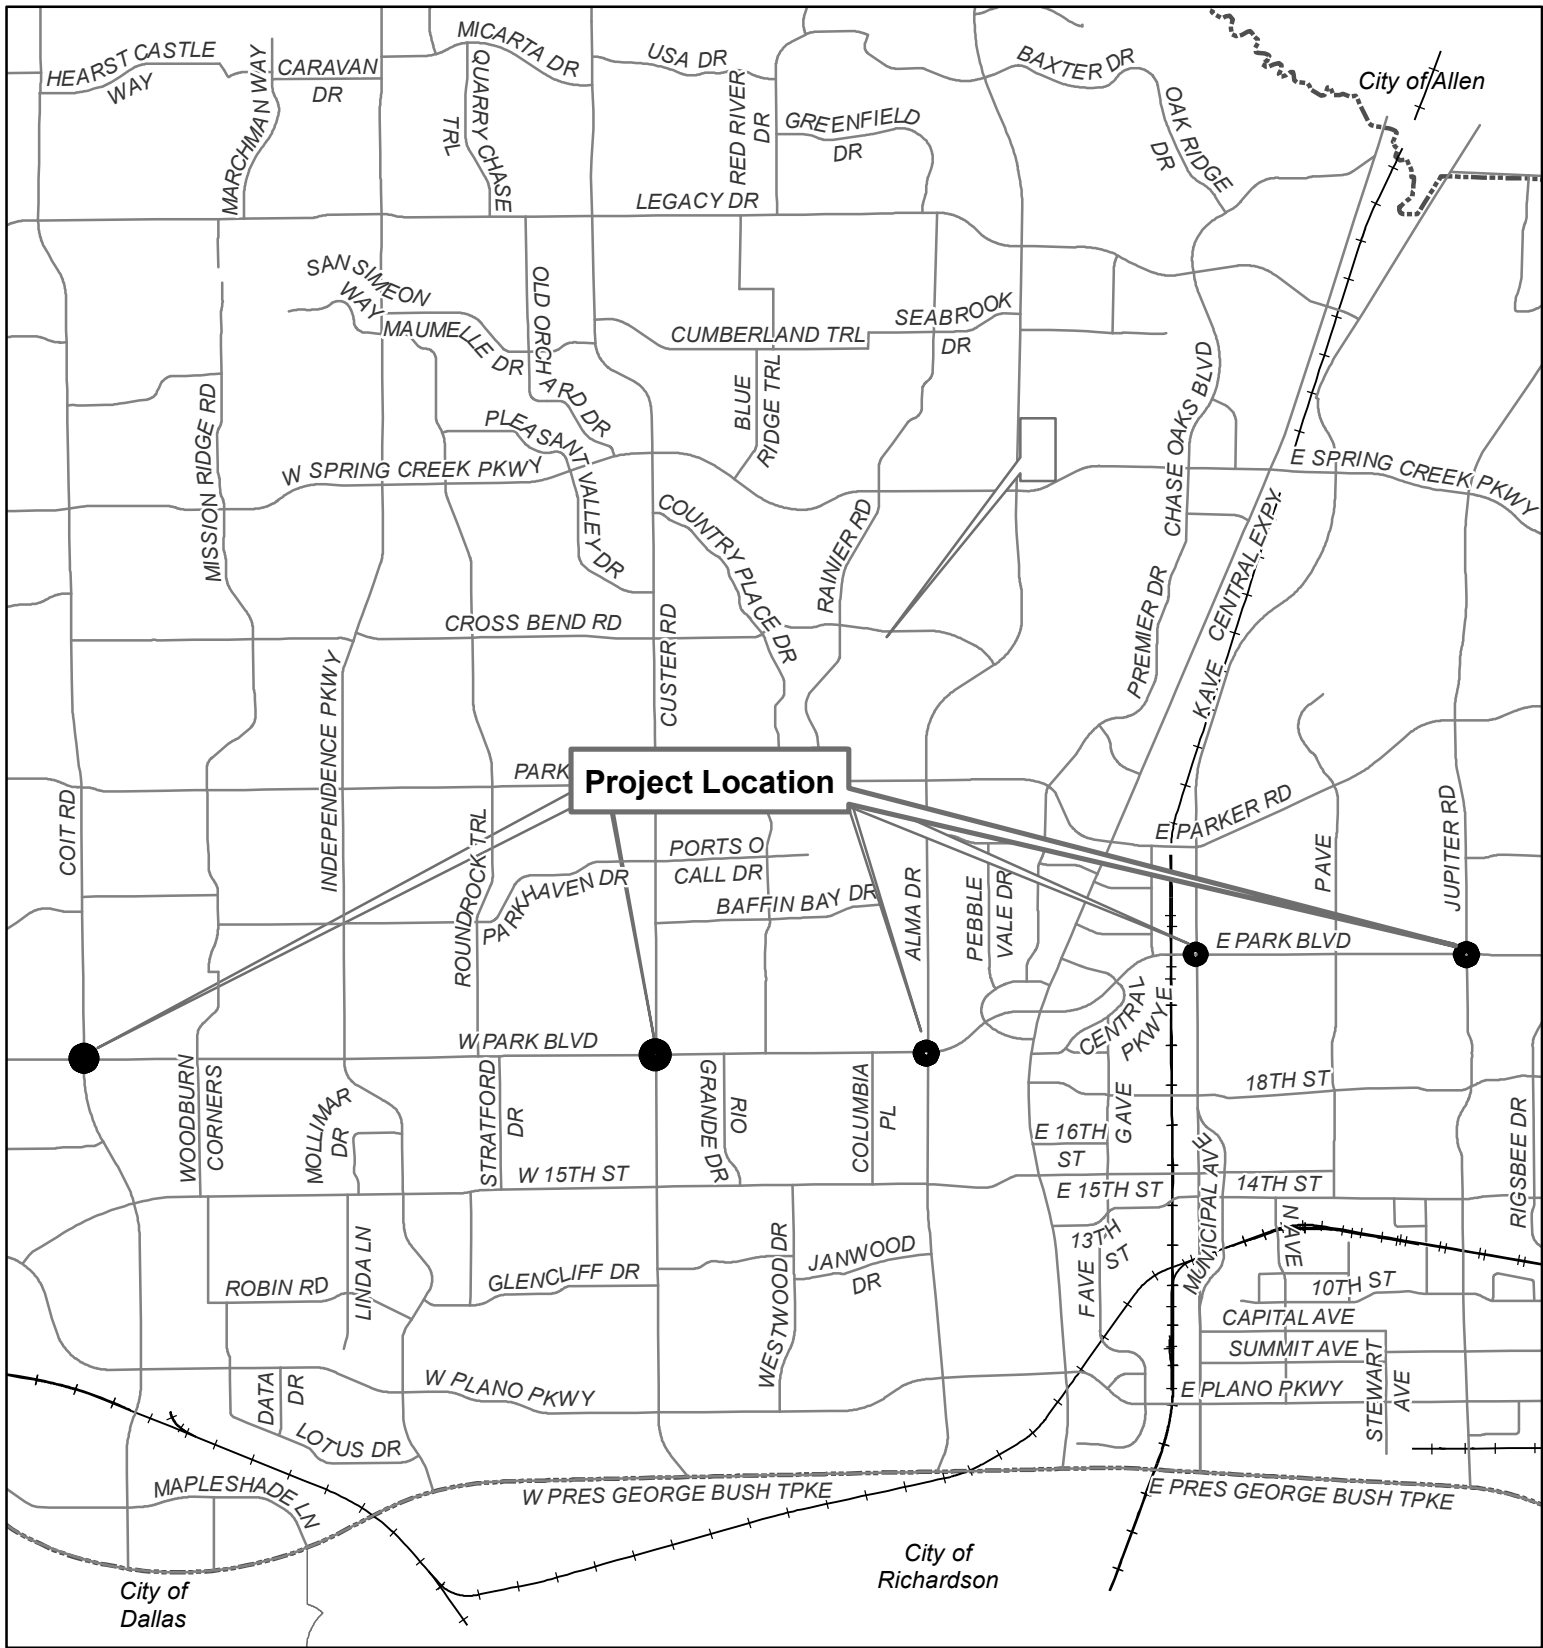 HEARST CASTLE
WAY
MARCHMAN WAY
CARAVAN
DR
MICARTA DR
QUARRY CHASE
TRL
USA DR
RED RIVER
DR
GREENFIELD
DR
BAXTER DR
OAK RIDGE
DR
City of Allen
LEGACY DR
SAN SIMEON
WAY
MAUMELLE DR
OLD ORCHARD DR
CUMBERLAND TRL
SEABROOK
DR
BLUE
RIDGE TRL
CHASE OAKS BLVD
MISSION RIDGE RD
PLEASANT VALLEY DR
W SPRING CREEK PKWY
E SPRING CREEK PKWY
COUNTRY PLACE DR
RAINIER RD
CENTRAL EXPY
PREMIER DR
K AVE
CROSS BEND RD
CUSTER RD
INDEPENDENCE PKWY
PARK
Project Location
COIT RD
ROUNDROCK TRL
PARKHAVEN DR
PORTS O
CALL DR
BAFFIN BAY DR
ALMA DR
PEBBLE
VALE DR
E PARKER RD
P AVE
JUPITER RD
E PARK BLVD
CENTRAL
PKWY E
W PARK BLVD
WOODBURN
CORNERS
MOLLIMAR
DR
STRATFORD
DR
RIO
GRANDE DR
COLUMBIA
PL
G AVE
18TH ST
E 16TH
ST
W 15TH ST
E 15TH ST
14TH ST
MUNICIPAL AVE
RIGSBEE DR
N AVE
13TH
ST
F AVE
LINDA LN
ROBIN RD
GLENCLIFF DR
WESTWOOD DR
JANWOOD
DR
10TH ST
CAPITAL AVE
SUMMIT AVE
STEWART
AVE
W PLANO PKWY
E PLANO PKWY
DATA
DR
LOTUS DR
MAPLESHADE LN
W PRES GEORGE BUSH TPKE
E PRES GEORGE BUSH TPKE
City of
Dallas
City of
Richardson